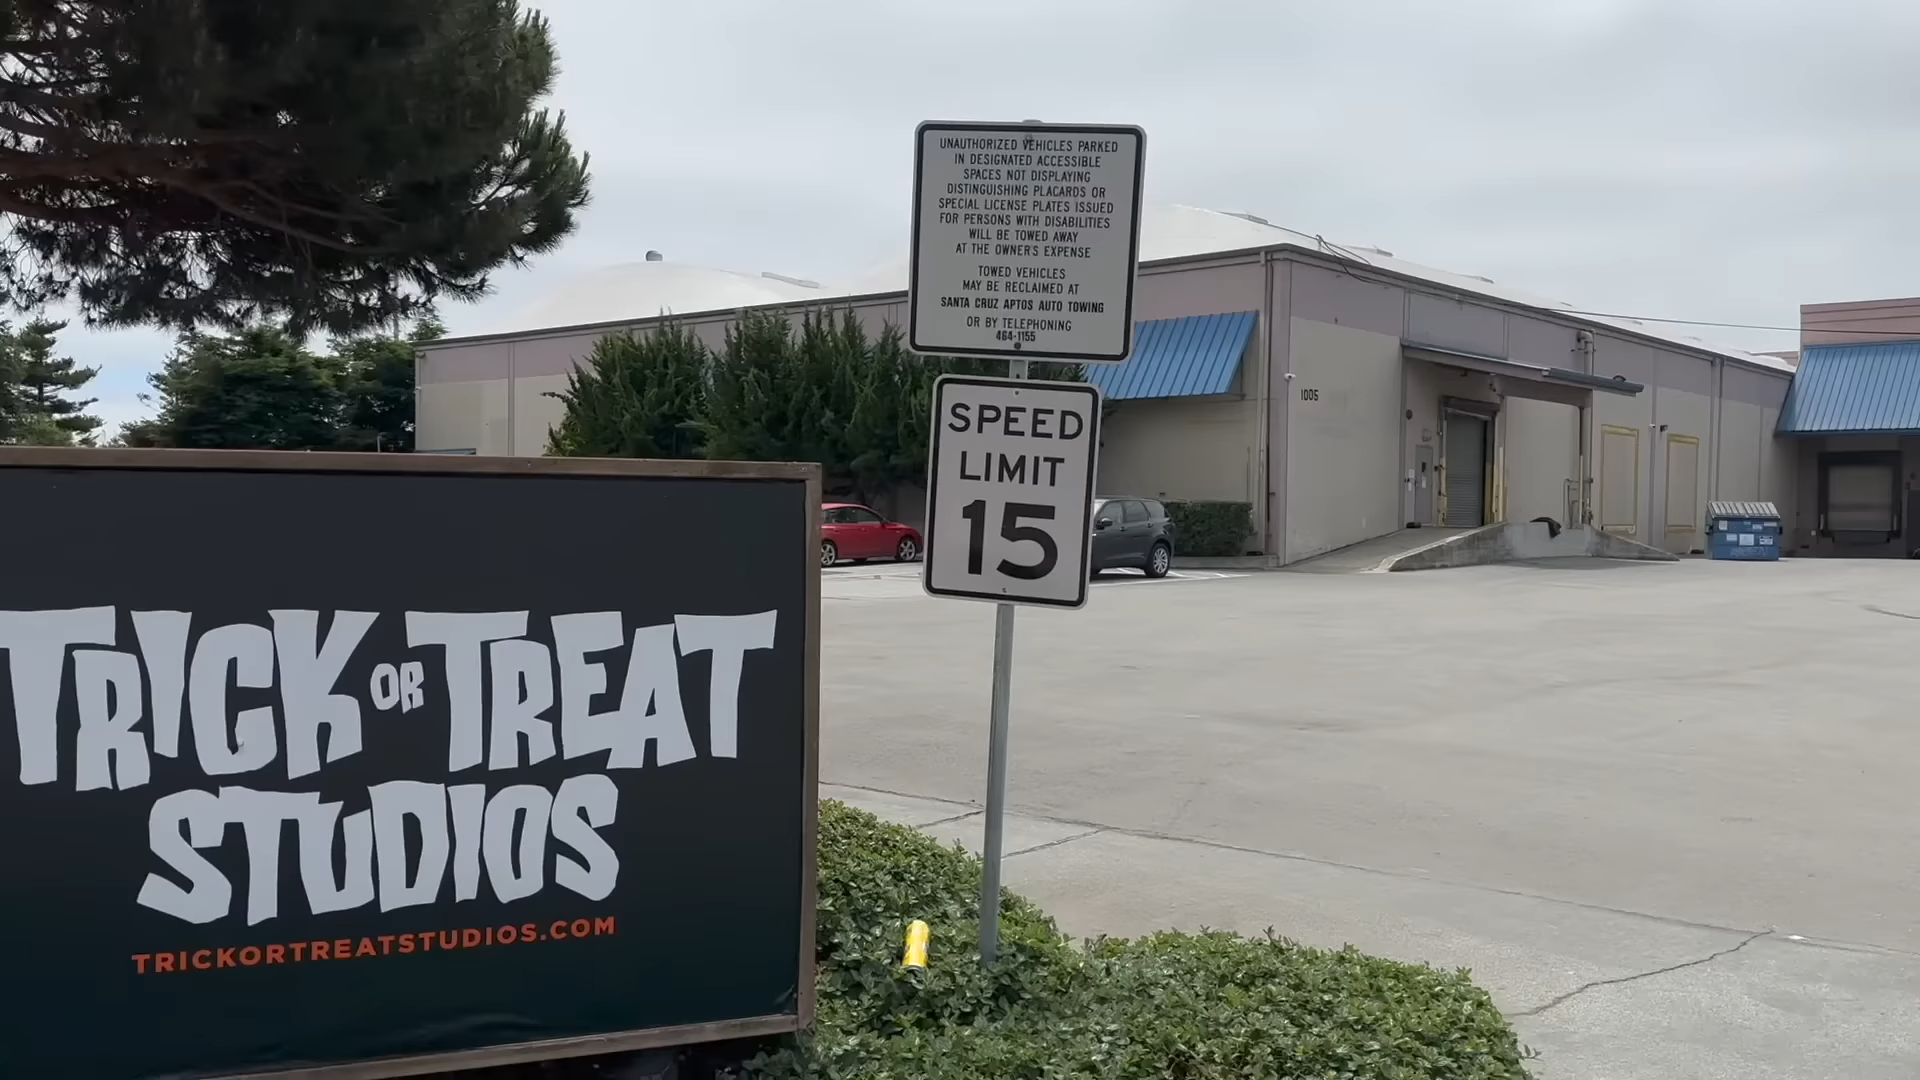 UNAUTHORIZED VEHICLES PARKED
IN DESIGNATED ACCESSIBLE
SPACES NOT DISPLAYING
DISTINGUISHING PLACARDS OR
SPECIAL LICENSE PLATES ISSUED
FOR PERSONS WITH DISABILITIES
WILL BE TOWED AWAY
AT THE OWNER'S EXPENSE
TOWED VEHICLES
MAY BE RECLAIMED AT
SANTA CRUZ APTOS AUTO TOWING
OR BY TELEPHONING
464-1155
SPEED
LIMIT
15
1005
TRICK OR TREAT
STUDIOS
TRICKORTREATSTUDIOS.COM